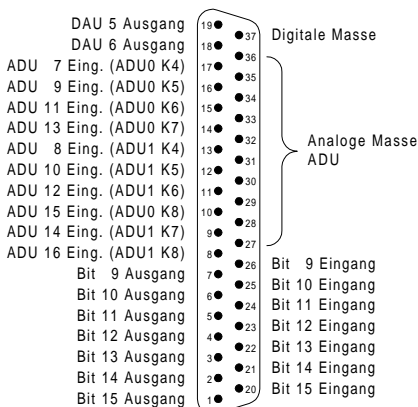 DAU 5 Ausgang
DAU 6 Ausgang
ADU 7 Eing. (ADU0 K4)
ADU 9 Eing. (ADU0 K5)
ADU 11 Eing. (ADU0 K6)
ADU 13 Eing. (ADU0 K7)
ADU 8 Eing. (ADU1 K4)
ADU 10 Eing. (ADU1 K5)
ADU 12 Eing. (ADU1 K6)
ADU 15 Eing. (ADU0 K8)
ADU 14 Eing. (ADU1 K7)
ADU 16 Eing. (ADU1 K8)
Bit 9 Ausgang
Bit 10 Ausgang
Bit 11 Ausgang
Bit 12 Ausgang
Bit 13 Ausgang
Bit 14 Ausgang
Bit 15 Ausgang
19
18
17
16
15
14
13
12
11
10
9
8
7
6
5
4
3
2
1
37
36
35
34
33
32
31
30
29
28
27
26
25
24
23
22
21
20
Digitale Masse
Analoge Masse
ADU
Bit 9 Eingang
Bit 10 Eingang
Bit 11 Eingang
Bit 12 Eingang
Bit 13 Eingang
Bit 14 Eingang
Bit 15 Eingang